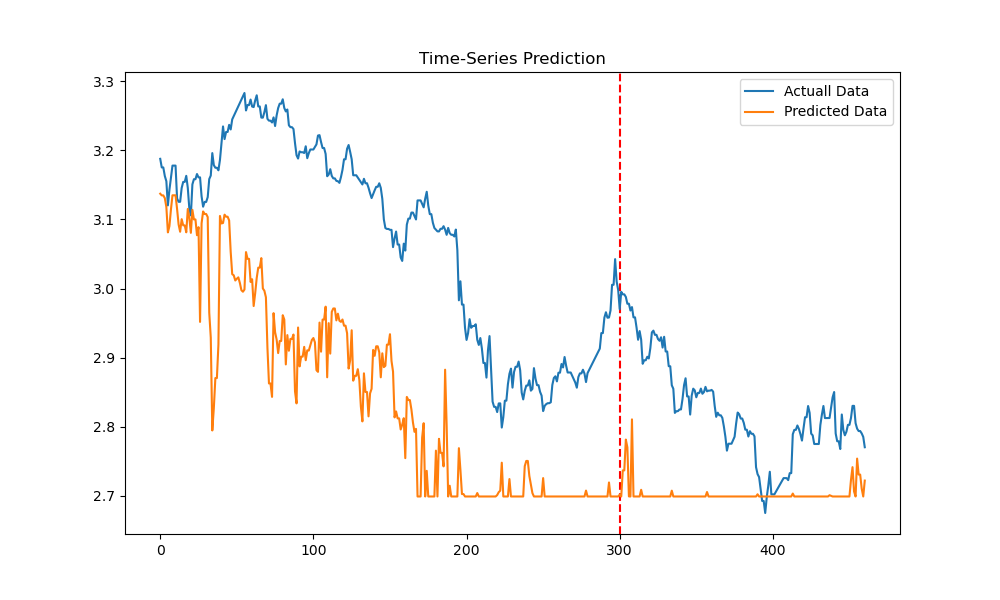 Time-Series Prediction
Actuall Data
Predicted Data
3.3
3.2
3.1
3.0
2.9
2.8
2.7
0 100 200 300 400